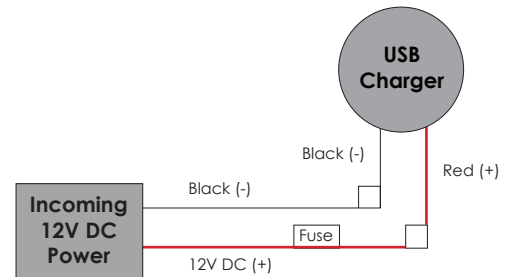 USB
Charger
Black (-)
Red (+)
Black (-)
Incoming
12V DC
Power
Fuse
12V DC (+)